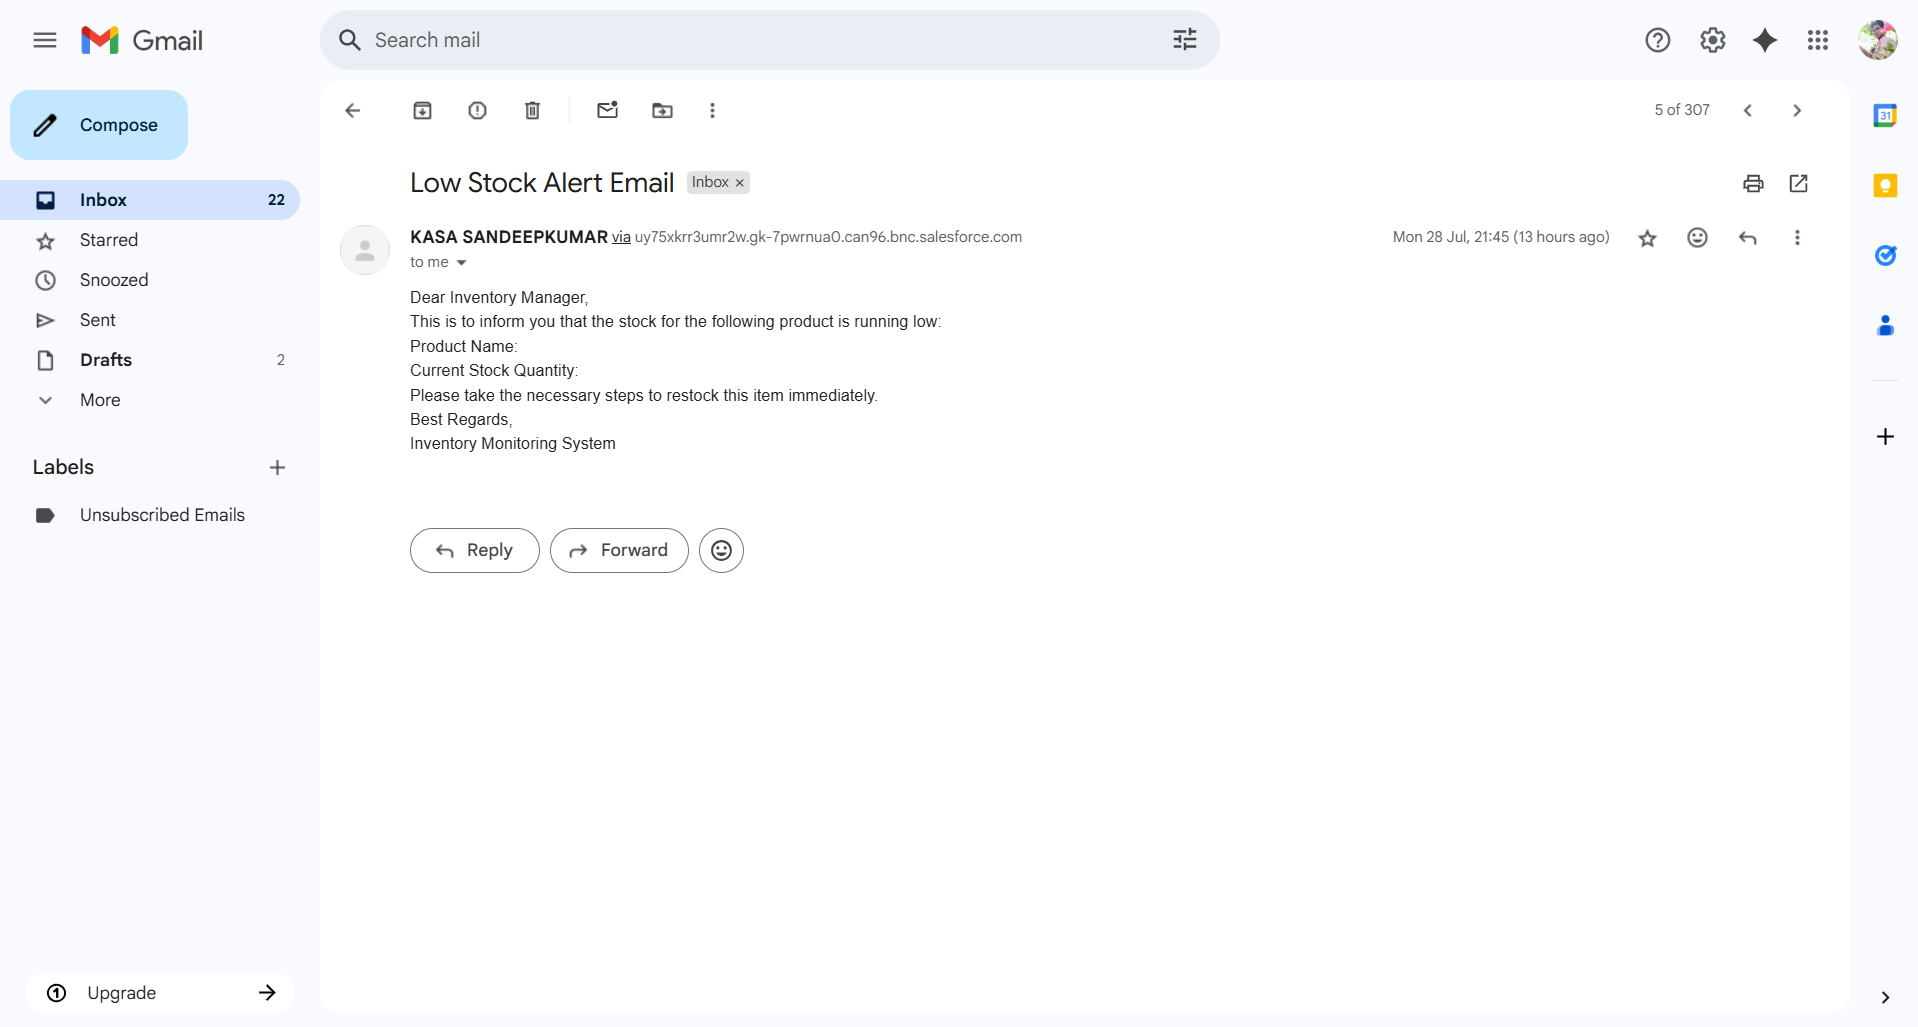 Gmail
Search mail
Compose
Inbox 22
Starred
Snoozed
Sent
Drafts 2
More
Labels
Unsubscribed Emails
Upgrade
5 of 307
Low Stock Alert Email Inbox ×
KASA SANDEEPKUMAR via uy75xkrr3umr2w.gk-7pwrnua0.can96.bnc.salesforce.com
Mon 28 Jul, 21:45 (13 hours ago)
to me
Dear Inventory Manager,
This is to inform you that the stock for the following product is running low:
Product Name:
Current Stock Quantity:
Please take the necessary steps to restock this item immediately.
Best Regards,
Inventory Monitoring System
Reply
Forward
31